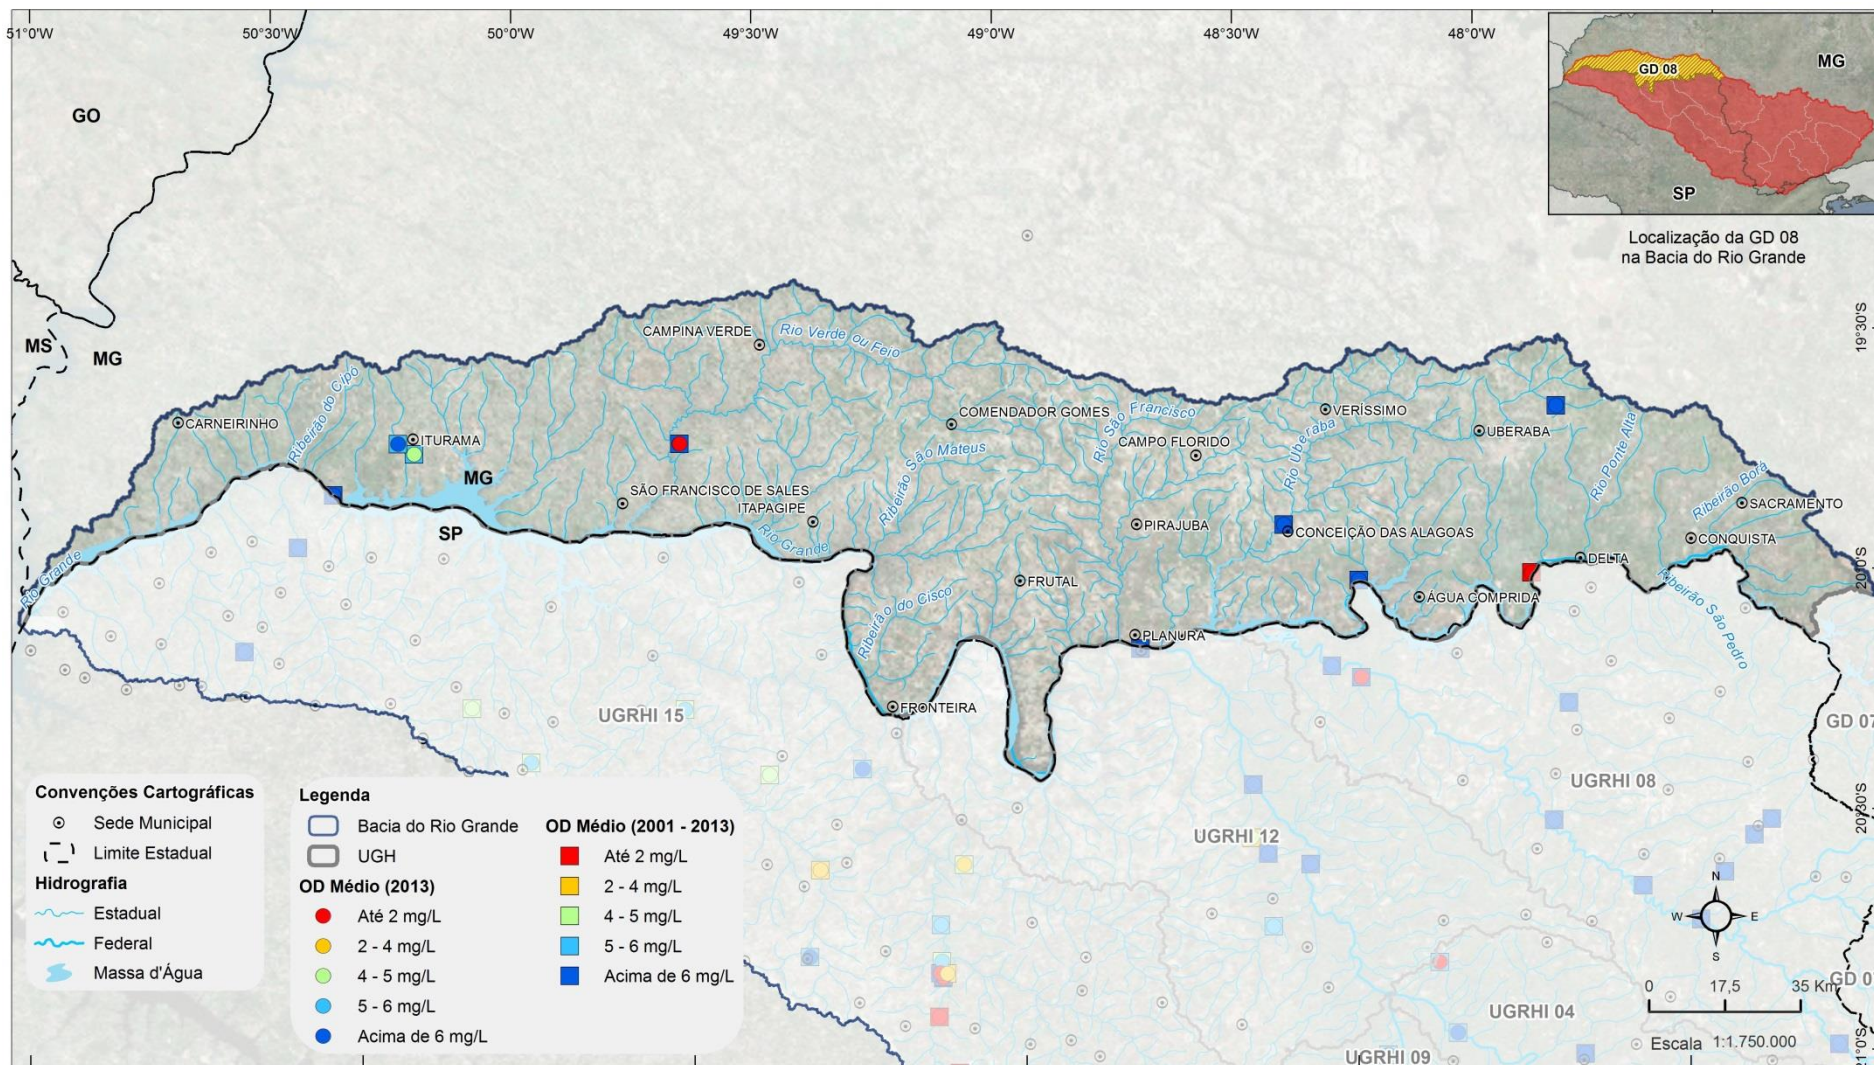 51°0'W
50°30'W
50°0'W
49°30'W
49°0'W
48°30'W
48°0'W
GO
MS
MG
MG
SP
GD 08
MG
SP
Localização da GD 08
na Bacia do Rio Grande
19°30'S
20°0'S
20°30'S
21°0'S
CAMPINA VERDE
Rio Verde ou Feio
CARNEIRINHO
Ribeirão do Cipó
ITURAMA
COMENDADOR GOMES
Rio São Francisco
CAMPO FLORIDO
VERÍSSIMO
UBERABA
Rio Uberaba
Rio Ponte Alta
Ribeirão São Mateus
Ribeirão Borá
SÃO FRANCISCO DE SALES
ITAPAGIPE
SACRAMENTO
PIRAJUBA
CONCEIÇÃO DAS ALAGOAS
CONQUISTA
Rio Grande
Rio Grande
DELTA
FRUTAL
ÁGUA COMPRIDA
Ribeirão do Cisco
Ribeirão São Pedro
PLANURA
FRONTEIRA
UGRHI 15
GD 07
UGRHI 08
UGRHI 12
GD 0
UGRHI 04
UGRHI 09
Convenções Cartográficas
Sede Municipal
Limite Estadual
Hidrografia
Estadual
Federal
Massa d'Água
Legenda
Bacia do Rio Grande
UGH
OD Médio (2013)
Até 2 mg/L
2 - 4 mg/L
4 - 5 mg/L
5 - 6 mg/L
Acima de 6 mg/L
OD Médio (2001 - 2013)
Até 2 mg/L
2 - 4 mg/L
4 - 5 mg/L
5 - 6 mg/L
Acima de 6 mg/L
N
W E
S
0 17,5 35 Km
Escala 1:1.750.000